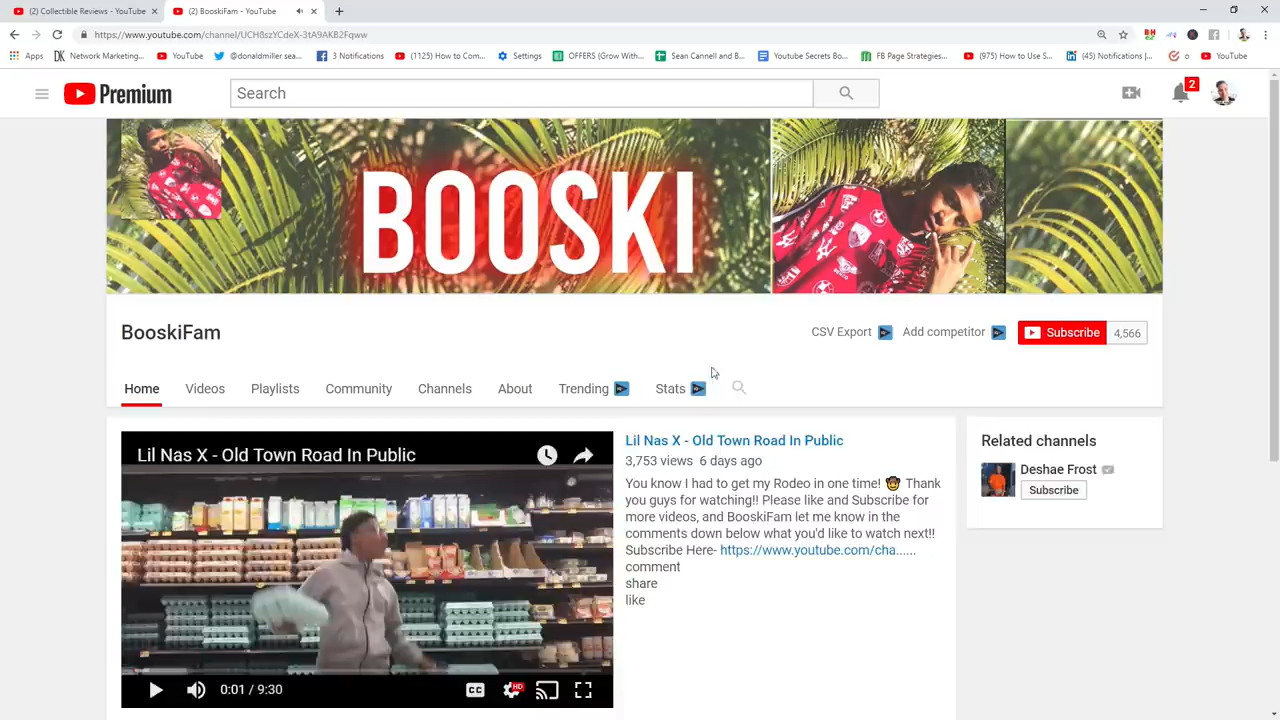 (2) Collectible Reviews - YouTube
(2) BooskiFam - YouTube
https://www.youtube.com/channel/UCH8szYCdeX-3tA9AKB2Fqww
Apps
Network Marketing...
YouTube
@donaldmiller sea...
3 Notifications
(1125) How to Com...
Settings
OFFERS (Grow With...
Sean Cannell and B...
Youtube Secrets Bo...
FB Page Strategies...
(975) How to Use S...
(45) Notifications |...
o
YouTube
Premium
Search
2
BOOSKI
BooskiFam
CSV Export
Add competitor
Subscribe 4,566
Home
Videos
Playlists
Community
Channels
About
Trending
Stats
Lil Nas X - Old Town Road In Public
0:01 / 9:30
CC
HD
Lil Nas X - Old Town Road In Public
3,753 views 6 days ago
You know I had to get my Rodeo in one time! 🤠 Thank
you guys for watching!! Please like and Subscribe for
more videos, and BooskiFam let me know in the
comments down below what you'd like to watch next!!
Subscribe Here- https://www.youtube.com/cha......
comment
share
like
Related channels
Deshae Frost
Subscribe